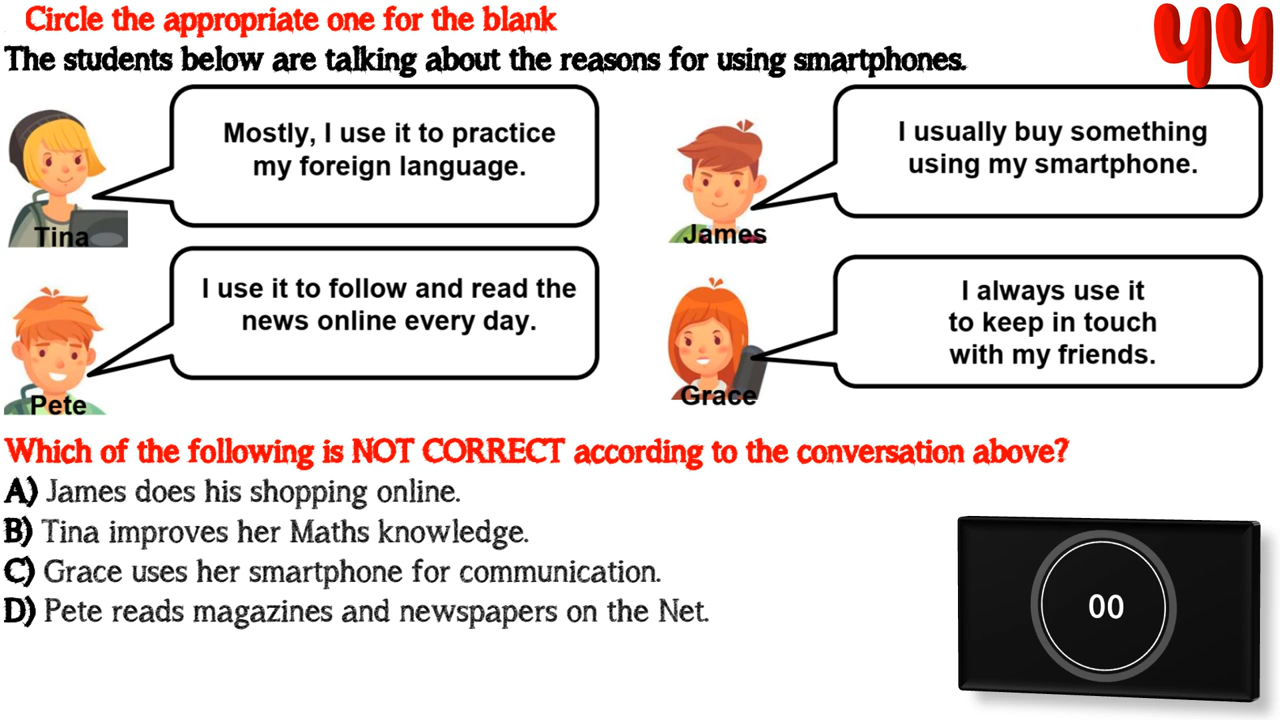 Circle the appropriate one for the blank
44
The students below are talking about the reasons for using smartphones.
Mostly, I use it to practice
my foreign language.
Tina
I usually buy something
using my smartphone.
James
I use it to follow and read the
news online every day.
Pete
I always use it
to keep in touch
with my friends.
Grace
Which of the following is NOT CORRECT according to the conversation above?
A) James does his shopping online.
B) Tina improves her Maths knowledge.
C) Grace uses her smartphone for communication.
D) Pete reads magazines and newspapers on the Net.
00